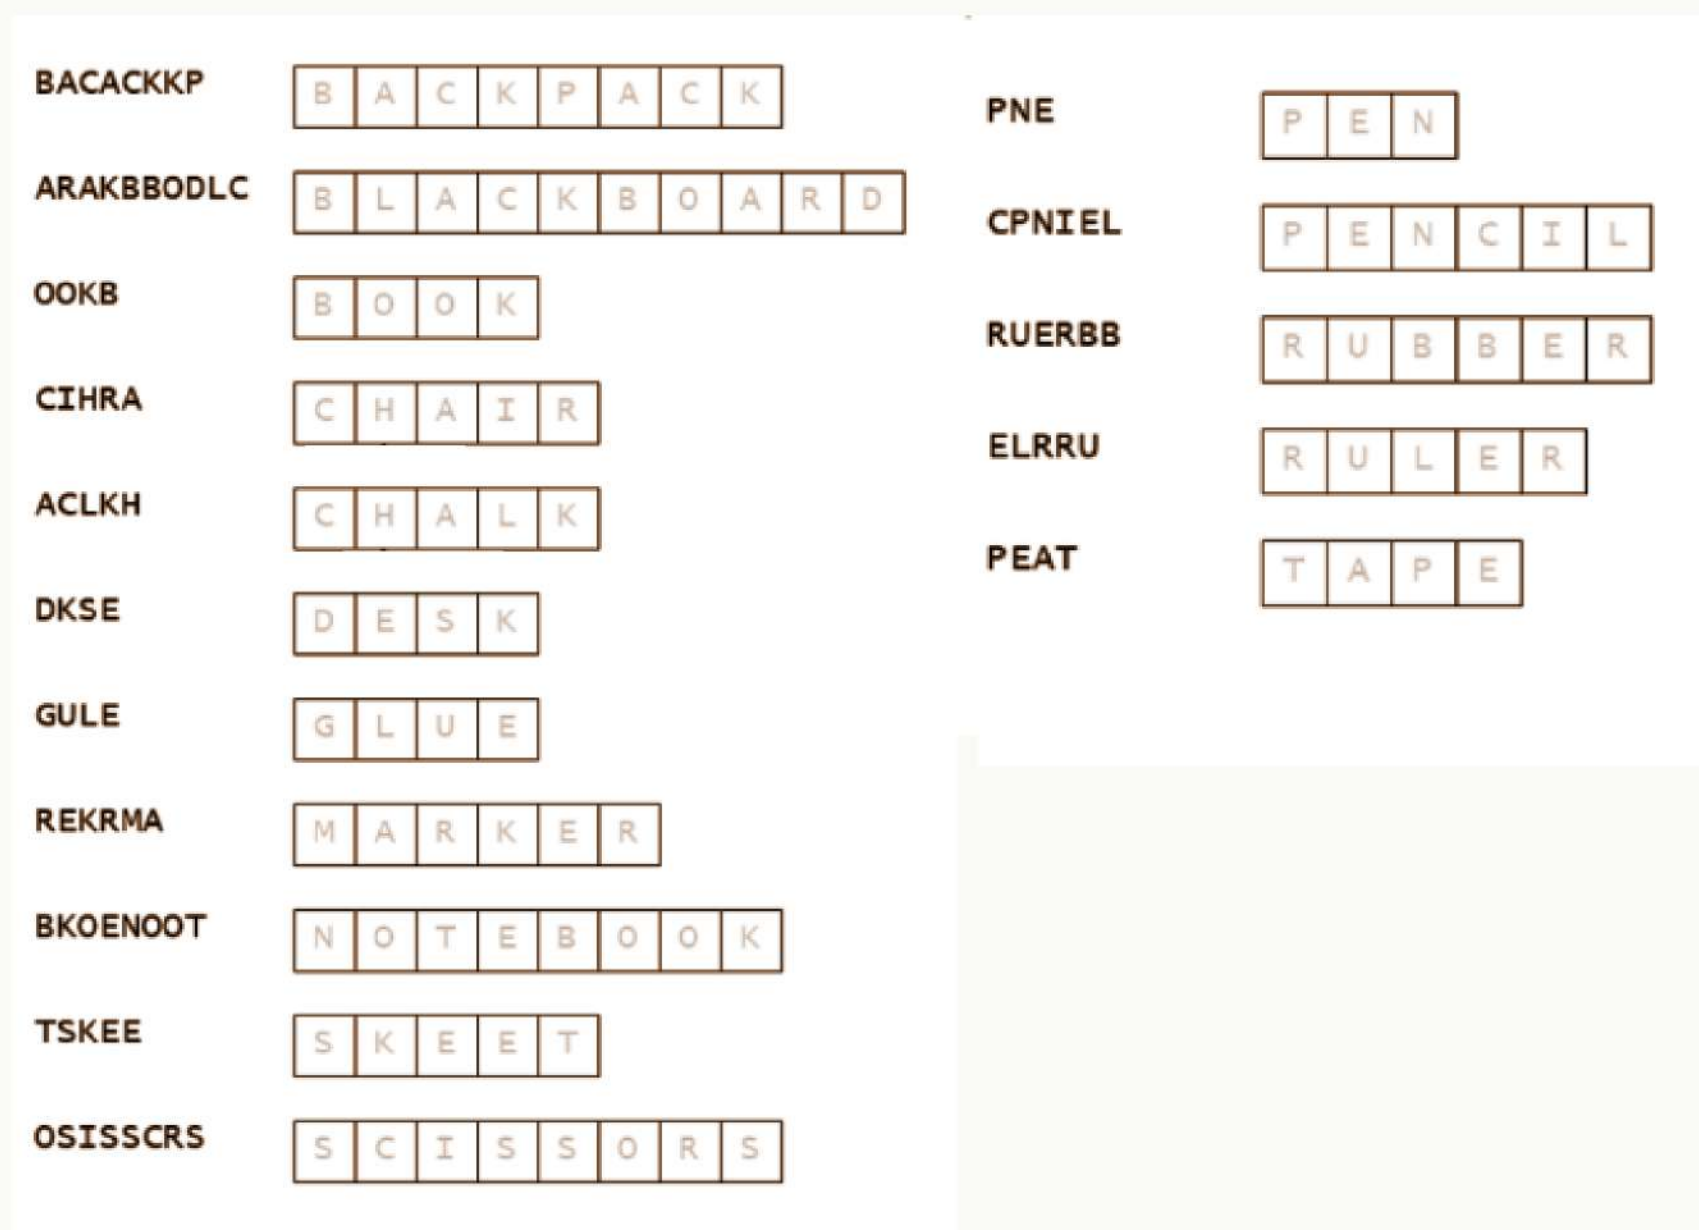 BACACKKP B A C K P A C K
ARAKBBODLC B L A C K B O A R D
OOKB B O O K
CIHRA C H A I R
ACLKH C H A L K
DKSE D E S K
GULE G L U E
REKRMA M A R K E R
BKOENOOT N O T E B O O K
TSKEE S K E E T
OSISSCRS S C I S S O R S
PNE P E N
CPNIEL P E N C I L
RUERBB R U B B E R
ELRRU R U L E R
PEAT T A P E